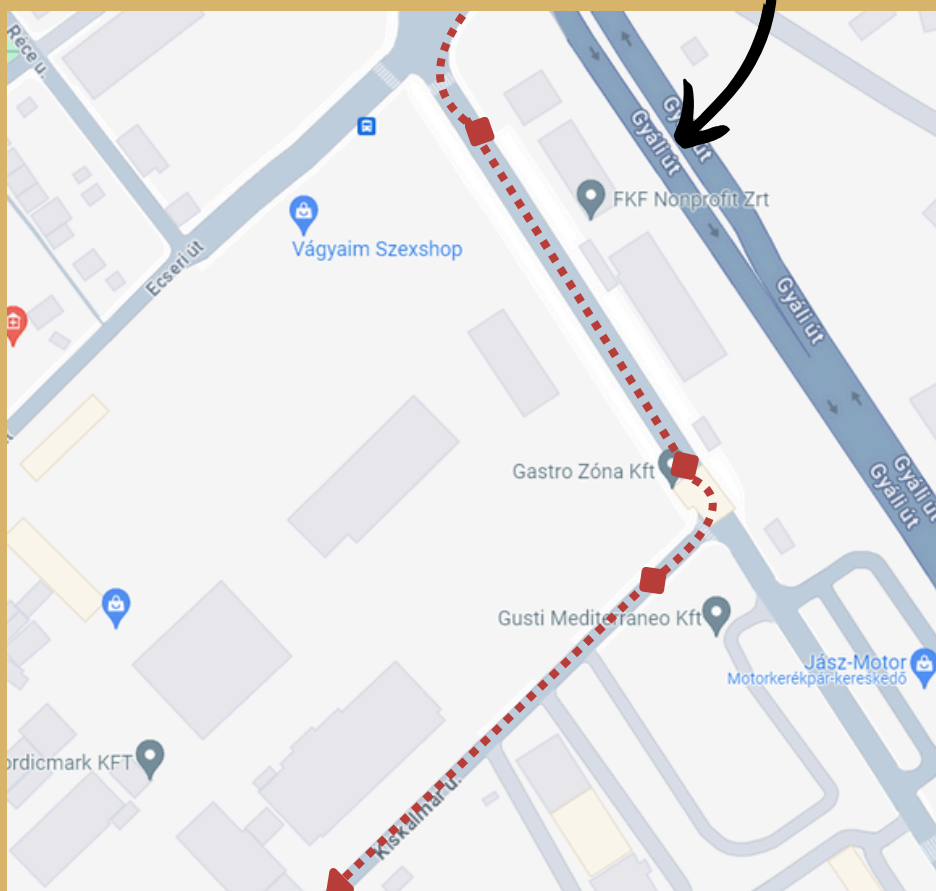 Réce u.
Gyáli út
Gyáli út
FKF Nonprofit Zrt
Vágyaim Szexshop
Ecseri út
Gyáli út
Gastro Zóna Kft
Gyáli út
Gyáli út
Gusti Mediterraneo Kft
Jász-Motor
Motorkerékpár-kereskedő
ordicmark KFT
Kiskálmár u.